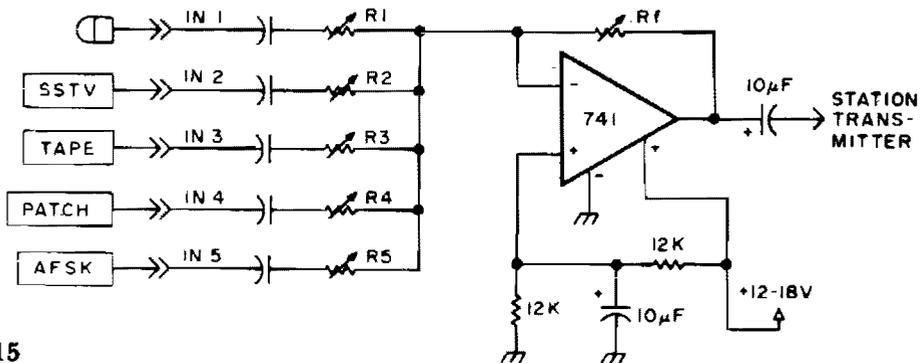 IN 1
R1
Rf
SSTV
IN 2
R2
-
741
+
-
+
10µF
+
STATION
TRANS-
MITTER
TAPE
IN 3
R3
PATCH
IN 4
R4
AFSK
IN 5
R5
12K
+12-18V
12K
+
10µF
15